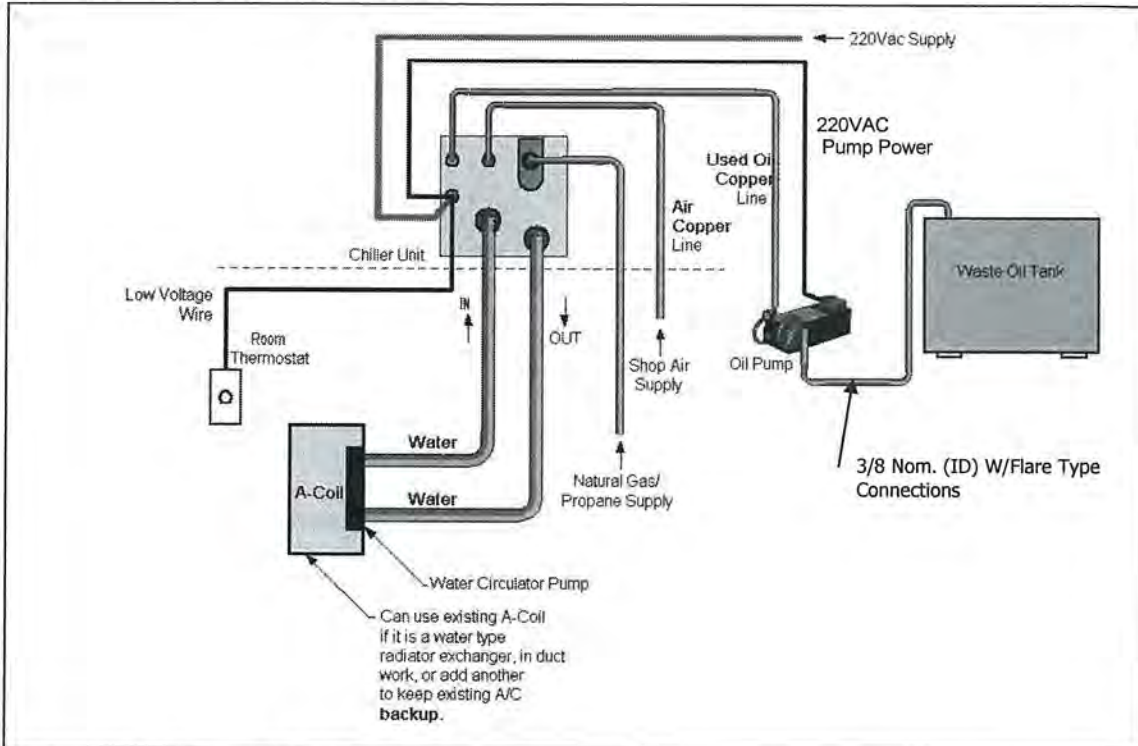 220Vac Supply
220VAC
Pump Power
Used Oil
Copper
Line
Air
Copper
Line
Waste Oil Tank
Chiller Unit
Low Voltage
Wire
IN
OUT
Room
Thermostat
Shop Air
Supply
Oil Pump
Water
A-Coil
Water
Natural Gas/
Propane Supply
3/8 Nom. (ID) W/Flare Type
Connections
Water Circulator Pump
Can use existing A-Coil
if it is a water type
radiator exchanger, in duct
work, or add another
to keep existing A/C
backup.